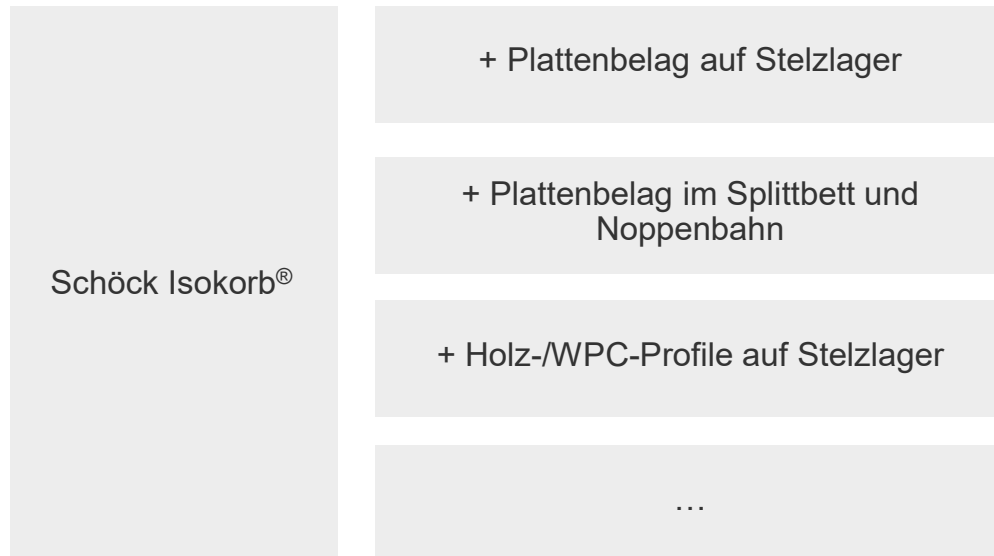 Schöck Isokorb®
+ Plattenbelag auf Stelzlager
+ Plattenbelag im Splittbett und
Noppenbahn
+ Holz-/WPC-Profile auf Stelzlager
…